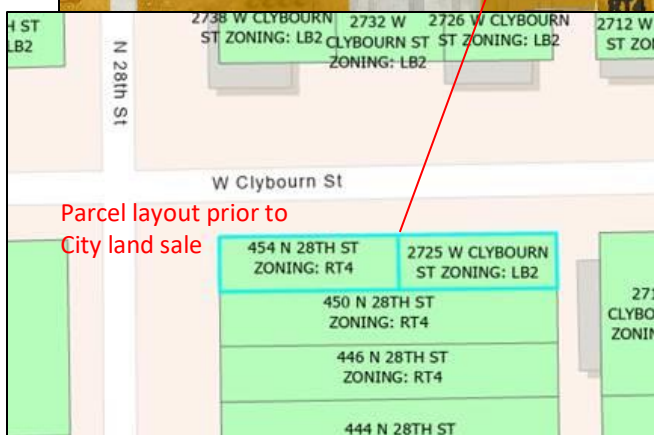 RT4
2738 W CLYBOURN
ST ZONING: LB2
2732 W
CLYBOURN ST
ZONING: LB2
2726 W CLYBOURN
ST ZONING: LB2
2712 W
ST ZO
H ST
LB2
N 28th St
W Clybourn St
Parcel layout prior to
City land sale
454 N 28TH ST
ZONING: RT4
2725 W CLYBOURN
ST ZONING: LB2
450 N 28TH ST
ZONING: RT4
271
CLYBO
ZONIN
446 N 28TH ST
ZONING: RT4
444 N 28TH ST